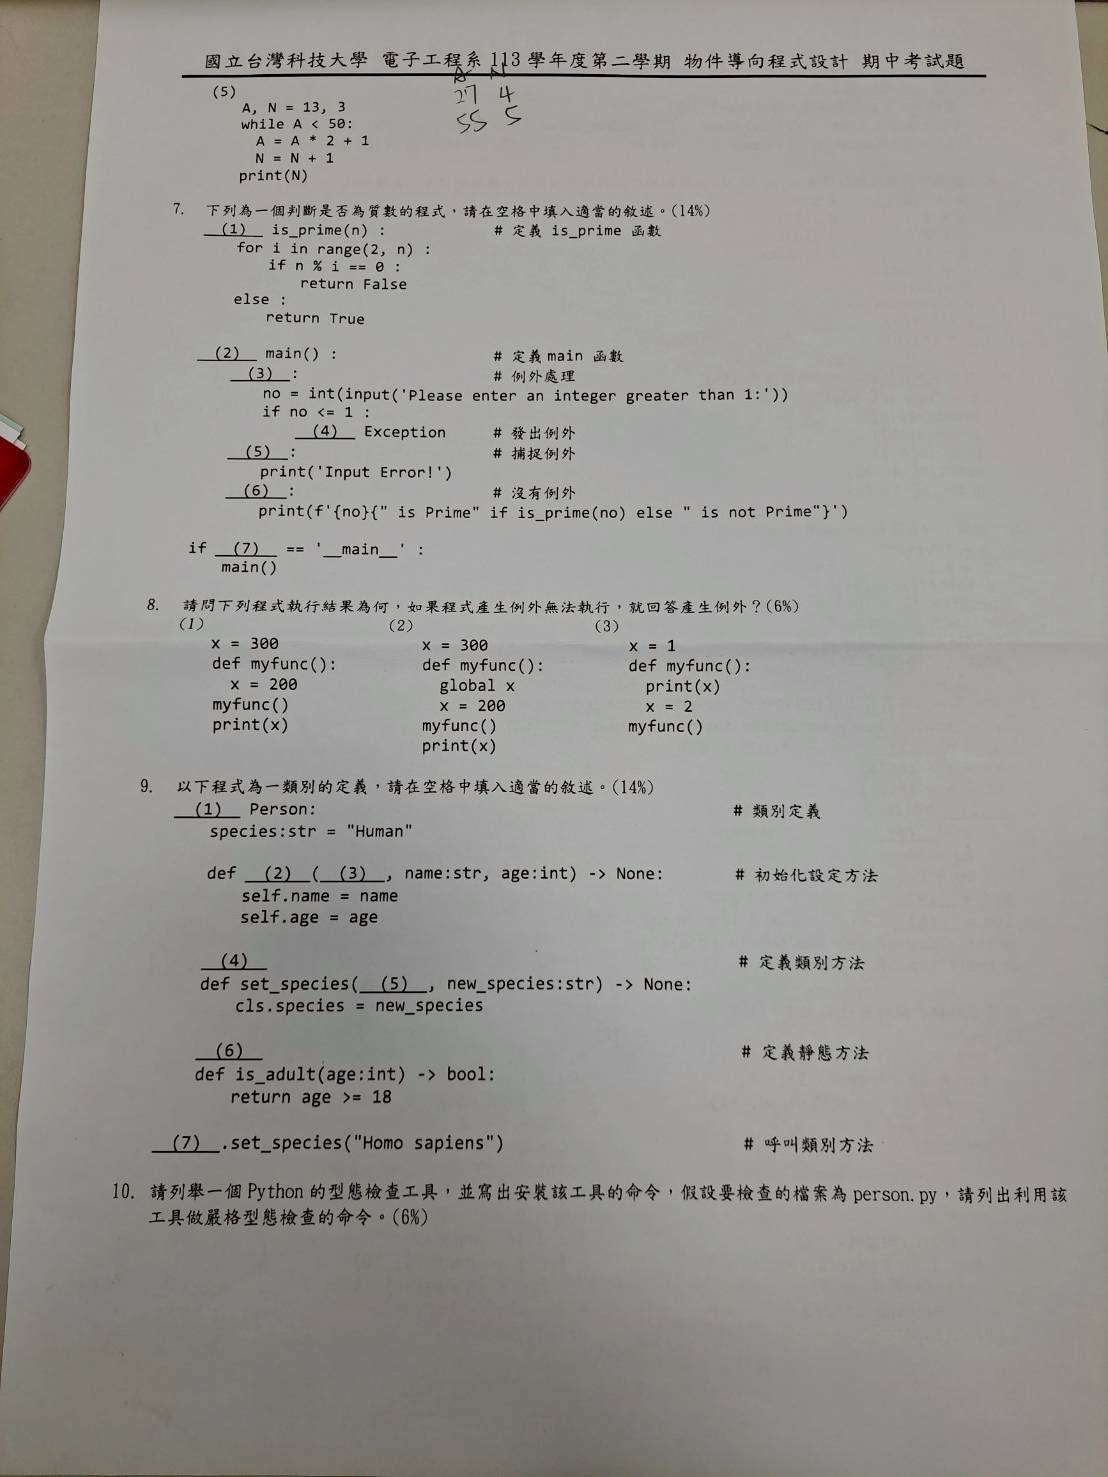 國立台灣科技大學 電子工程系 113 學年度第二學期 物件導向程式設計 期中考試題
A N
27 4
55 5
(5)
A, N = 13, 3
while A < 50:
A = A * 2 + 1
N = N + 1
print(N)
7. 下列為一個判斷是否為質數的程式，請在空格中填入適當的敘述。(14%)
__(1)__ is_prime(n) : # 定義 is_prime 函數
for i in range(2, n) :
if n % i == 0 :
return False
else :
return True
__(2)__ main() : # 定義 main 函數
__(3)__: # 例外處理
no = int(input('Please enter an integer greater than 1:'))
if no <= 1 :
__(4)__ Exception # 發出例外
__(5)__: # 捕捉例外
print('Input Error!')
__(6)__: # 沒有例外
print(f'{no}{" is Prime" if is_prime(no) else " is not Prime"}')
if __(7)__ == '__main__' :
main()
8. 請問下列程式執行結果為何，如果程式產生例外無法執行，就回答產生例外？(6%)
(1) (2) (3)
x = 300 x = 300 x = 1
def myfunc(): def myfunc(): def myfunc():
x = 200 global x print(x)
myfunc() x = 200 x = 2
print(x) myfunc() myfunc()
print(x)
9. 以下程式為一類別的定義，請在空格中填入適當的敘述。(14%)
__(1)__ Person: # 類別定義
species:str = "Human"
def __(2)__(__(3)__, name:str, age:int) -> None: # 初始化設定方法
self.name = name
self.age = age
__(4)__ # 定義類別方法
def set_species(__(5)__, new_species:str) -> None:
cls.species = new_species
__(6)__ # 定義靜態方法
def is_adult(age:int) -> bool:
return age >= 18
__(7)__.set_species("Homo sapiens") # 呼叫類別方法
10. 請列舉一個 Python 的型態檢查工具，並寫出安裝該工具的命令，假設要檢查的檔案為 person.py，請列出利用該
工具做嚴格型態檢查的命令。(6%)